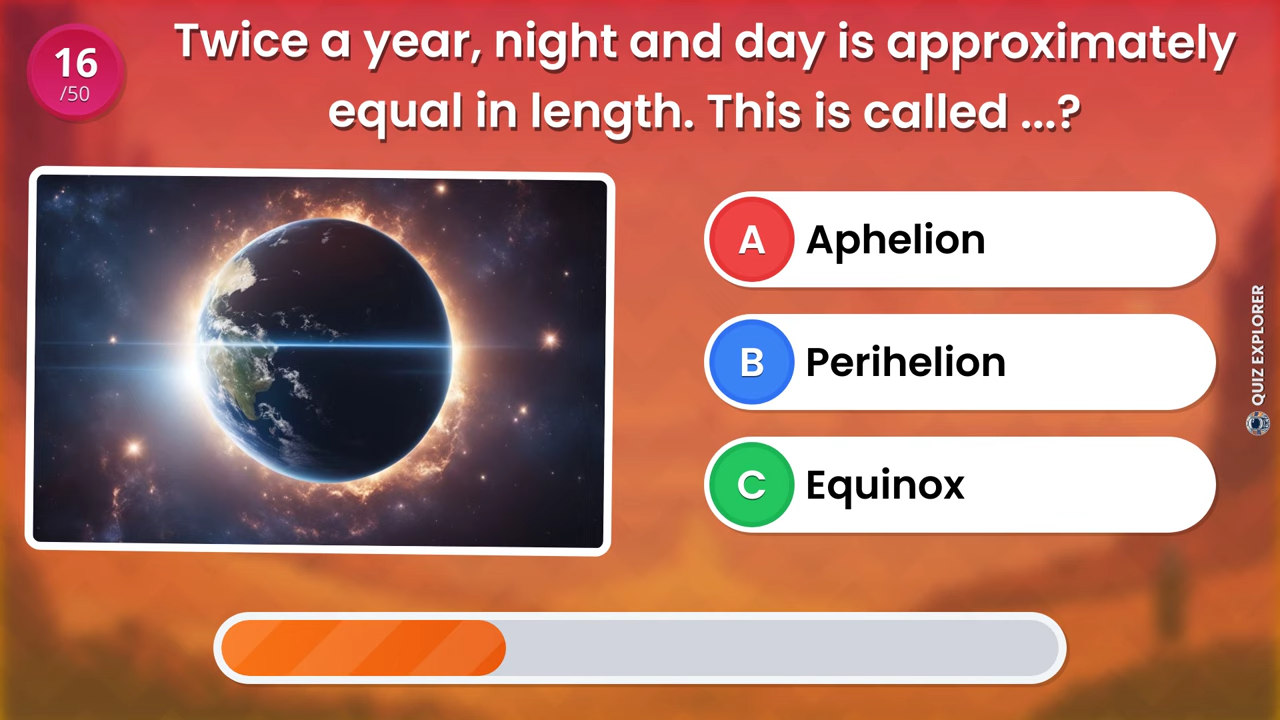 16
/50
Twice a year, night and day is approximately
equal in length. This is called ...?
A Aphelion
B Perihelion
C Equinox
QUIZ EXPLORER